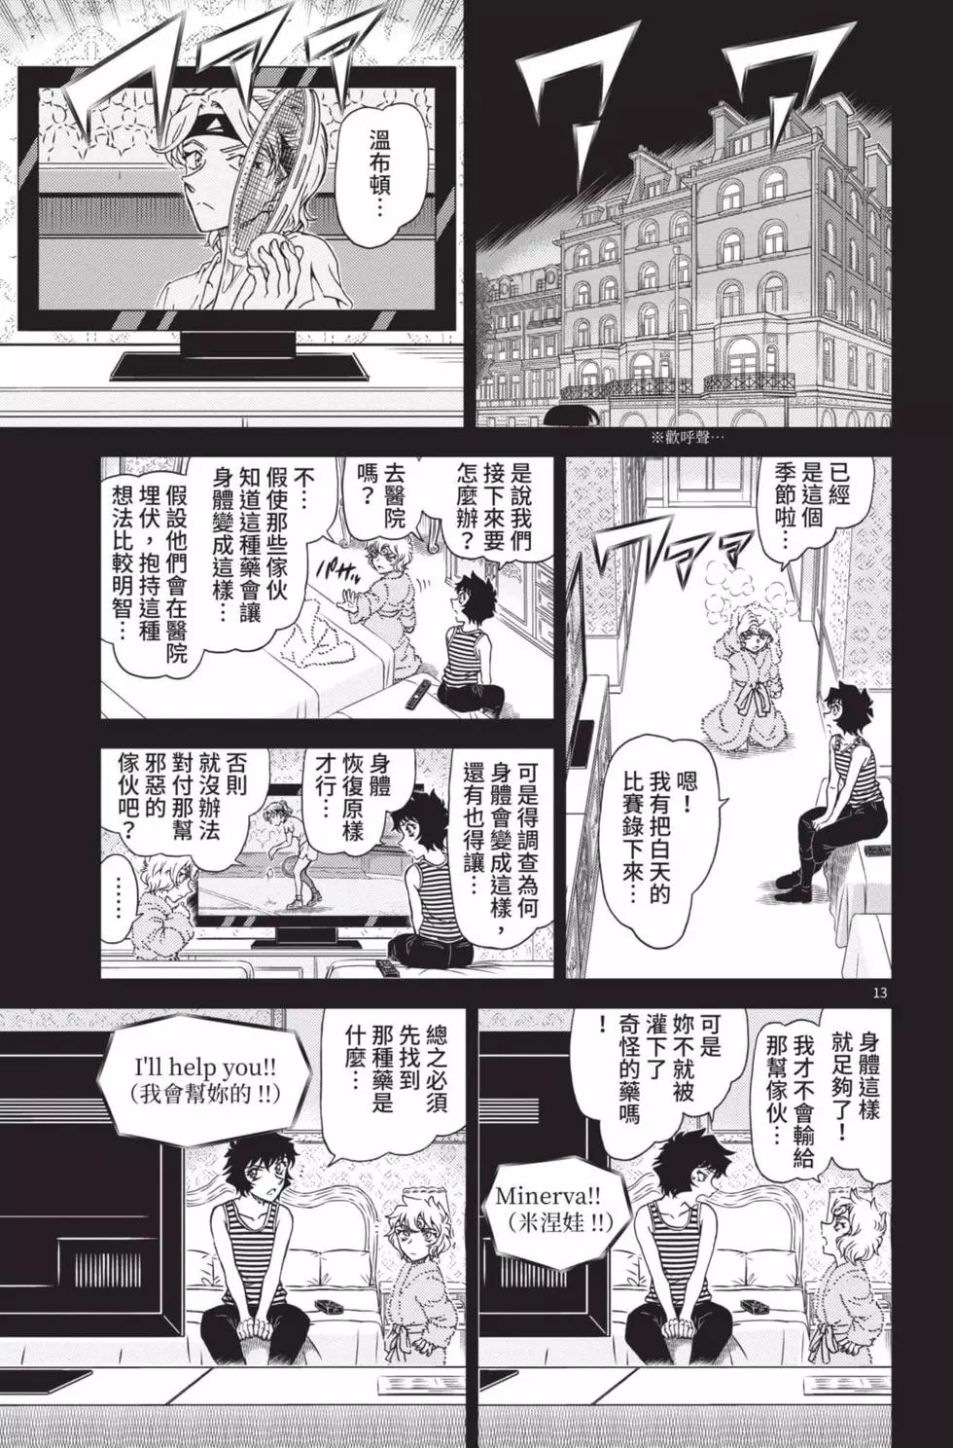 ワァ
※歡呼聲…
ワァァ
溫布頓…
已經
是這個
季節啦…
ワァァ
嗯！
我有把白天的
比賽錄下來…
是說我們
接下來要
怎麼辦？
去醫院
嗎？
不…
假使那些傢伙
知道這種藥會讓
身體變成這樣…
假設他們會在醫院
埋伏，抱持這種
想法比較明智…
可是得調查為何
身體會變成這樣，
還有也得讓…
身體
恢復原樣
才行…
否則
就沒辦法
對付那幫
邪惡的
傢伙吧？
……
13
身體這樣
就足夠了！
我才不會輸給
那幫傢伙…
可是
妳不就被
灌下了
奇怪的藥嗎
！
Minerva!!
（米涅娃 !!）
總之必須
先找到
那種藥是
什麼…
I'll help you!!
（我會幫妳的 !!）